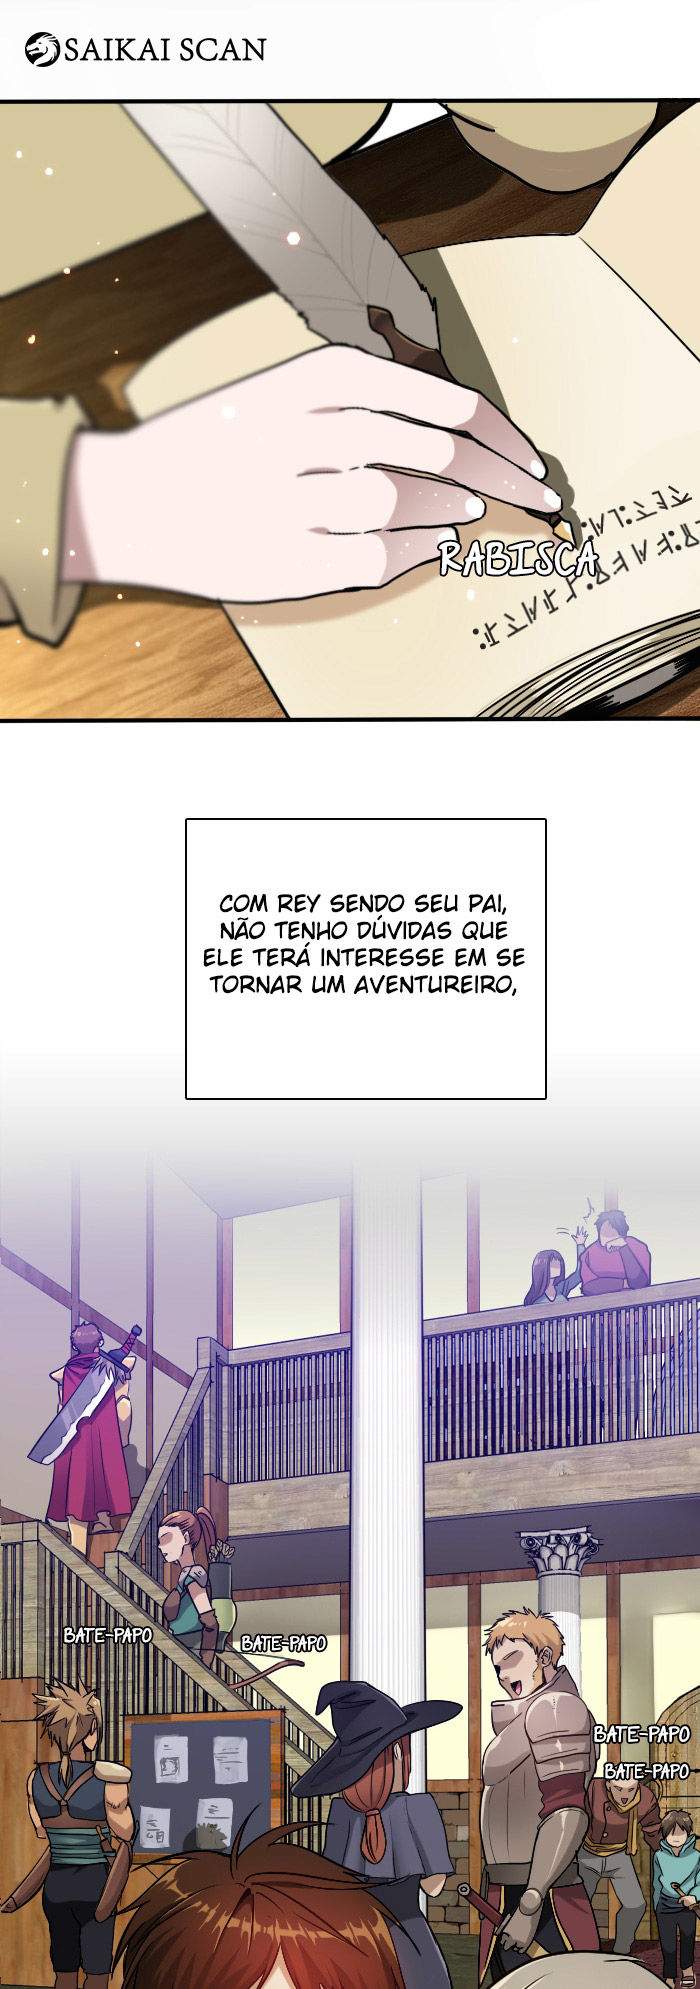 SAIKAI SCAN
RABISCA
COM REY SENDO SEU PAI,
NÃO TENHO DÚVIDAS QUE
ELE TERÁ INTERESSE EM SE
TORNAR UM AVENTUREIRO,
BATE-PAPO
BATE-PAPO
BATE-PAPO
BATE-PAPO